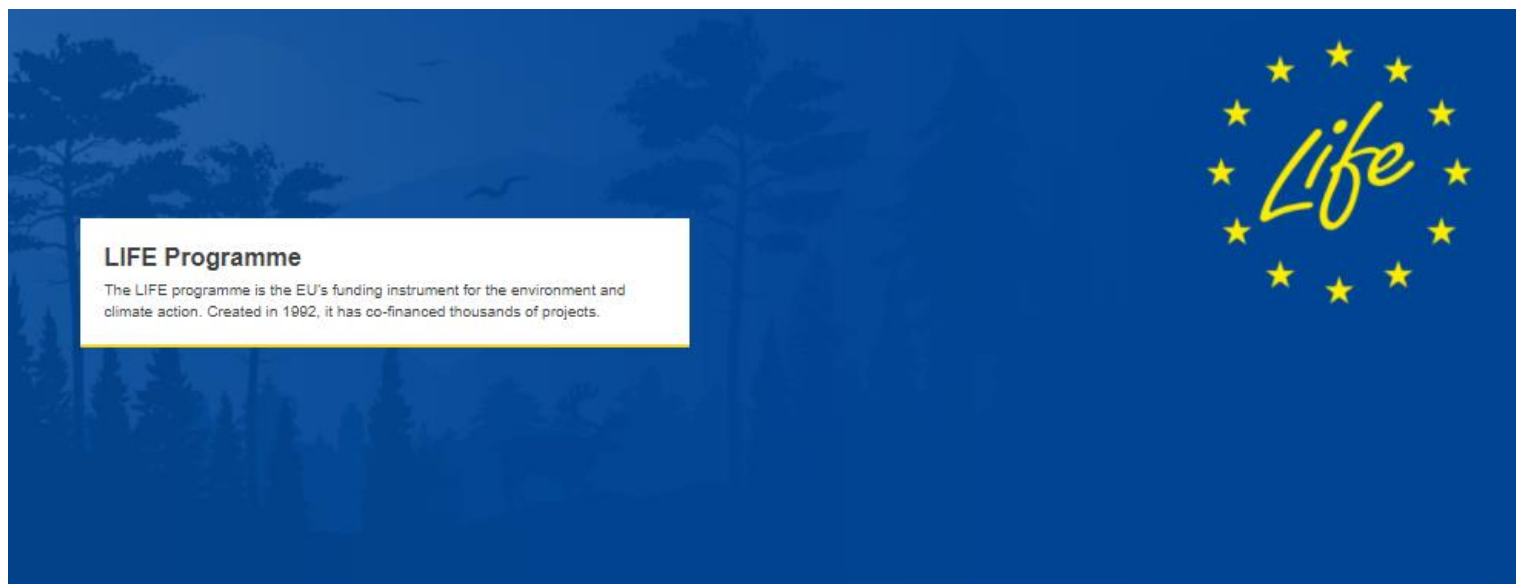 Life
LIFE Programme
The LIFE programme is the EU's funding instrument for the environment and
climate action. Created in 1992, it has co-financed thousands of projects.